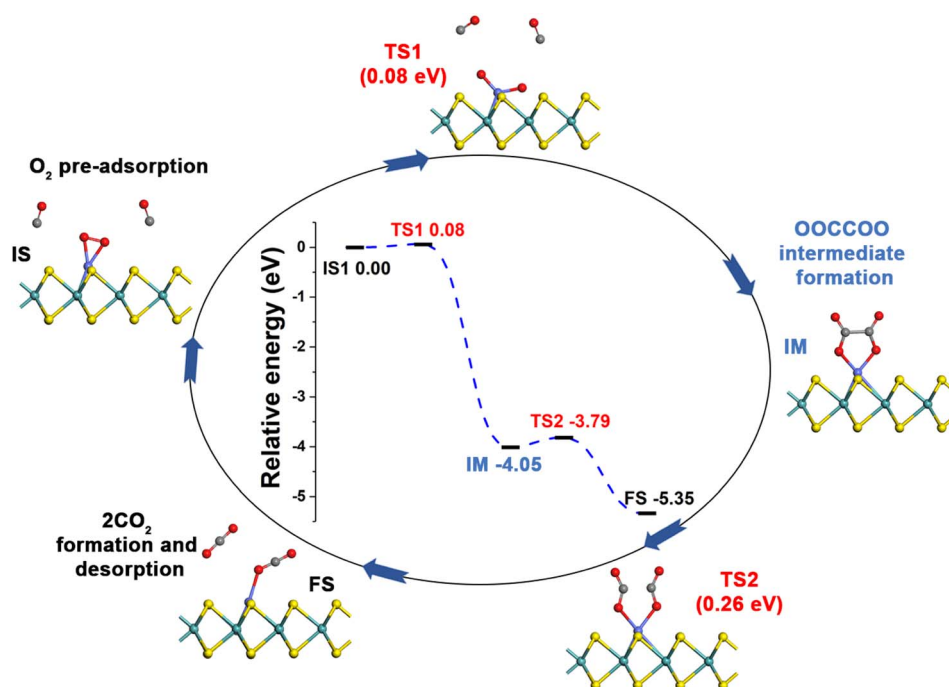 TS1
(0.08 eV)
O₂ pre-adsorption
IS
OOCCOO
intermediate
formation
IM
Relative energy (eV)
0
-1
-2
-3
-4
-5
IS1 0.00
TS1 0.08
IM -4.05
TS2 -3.79
FS -5.35
2CO₂
formation and
desorption
FS
TS2
(0.26 eV)